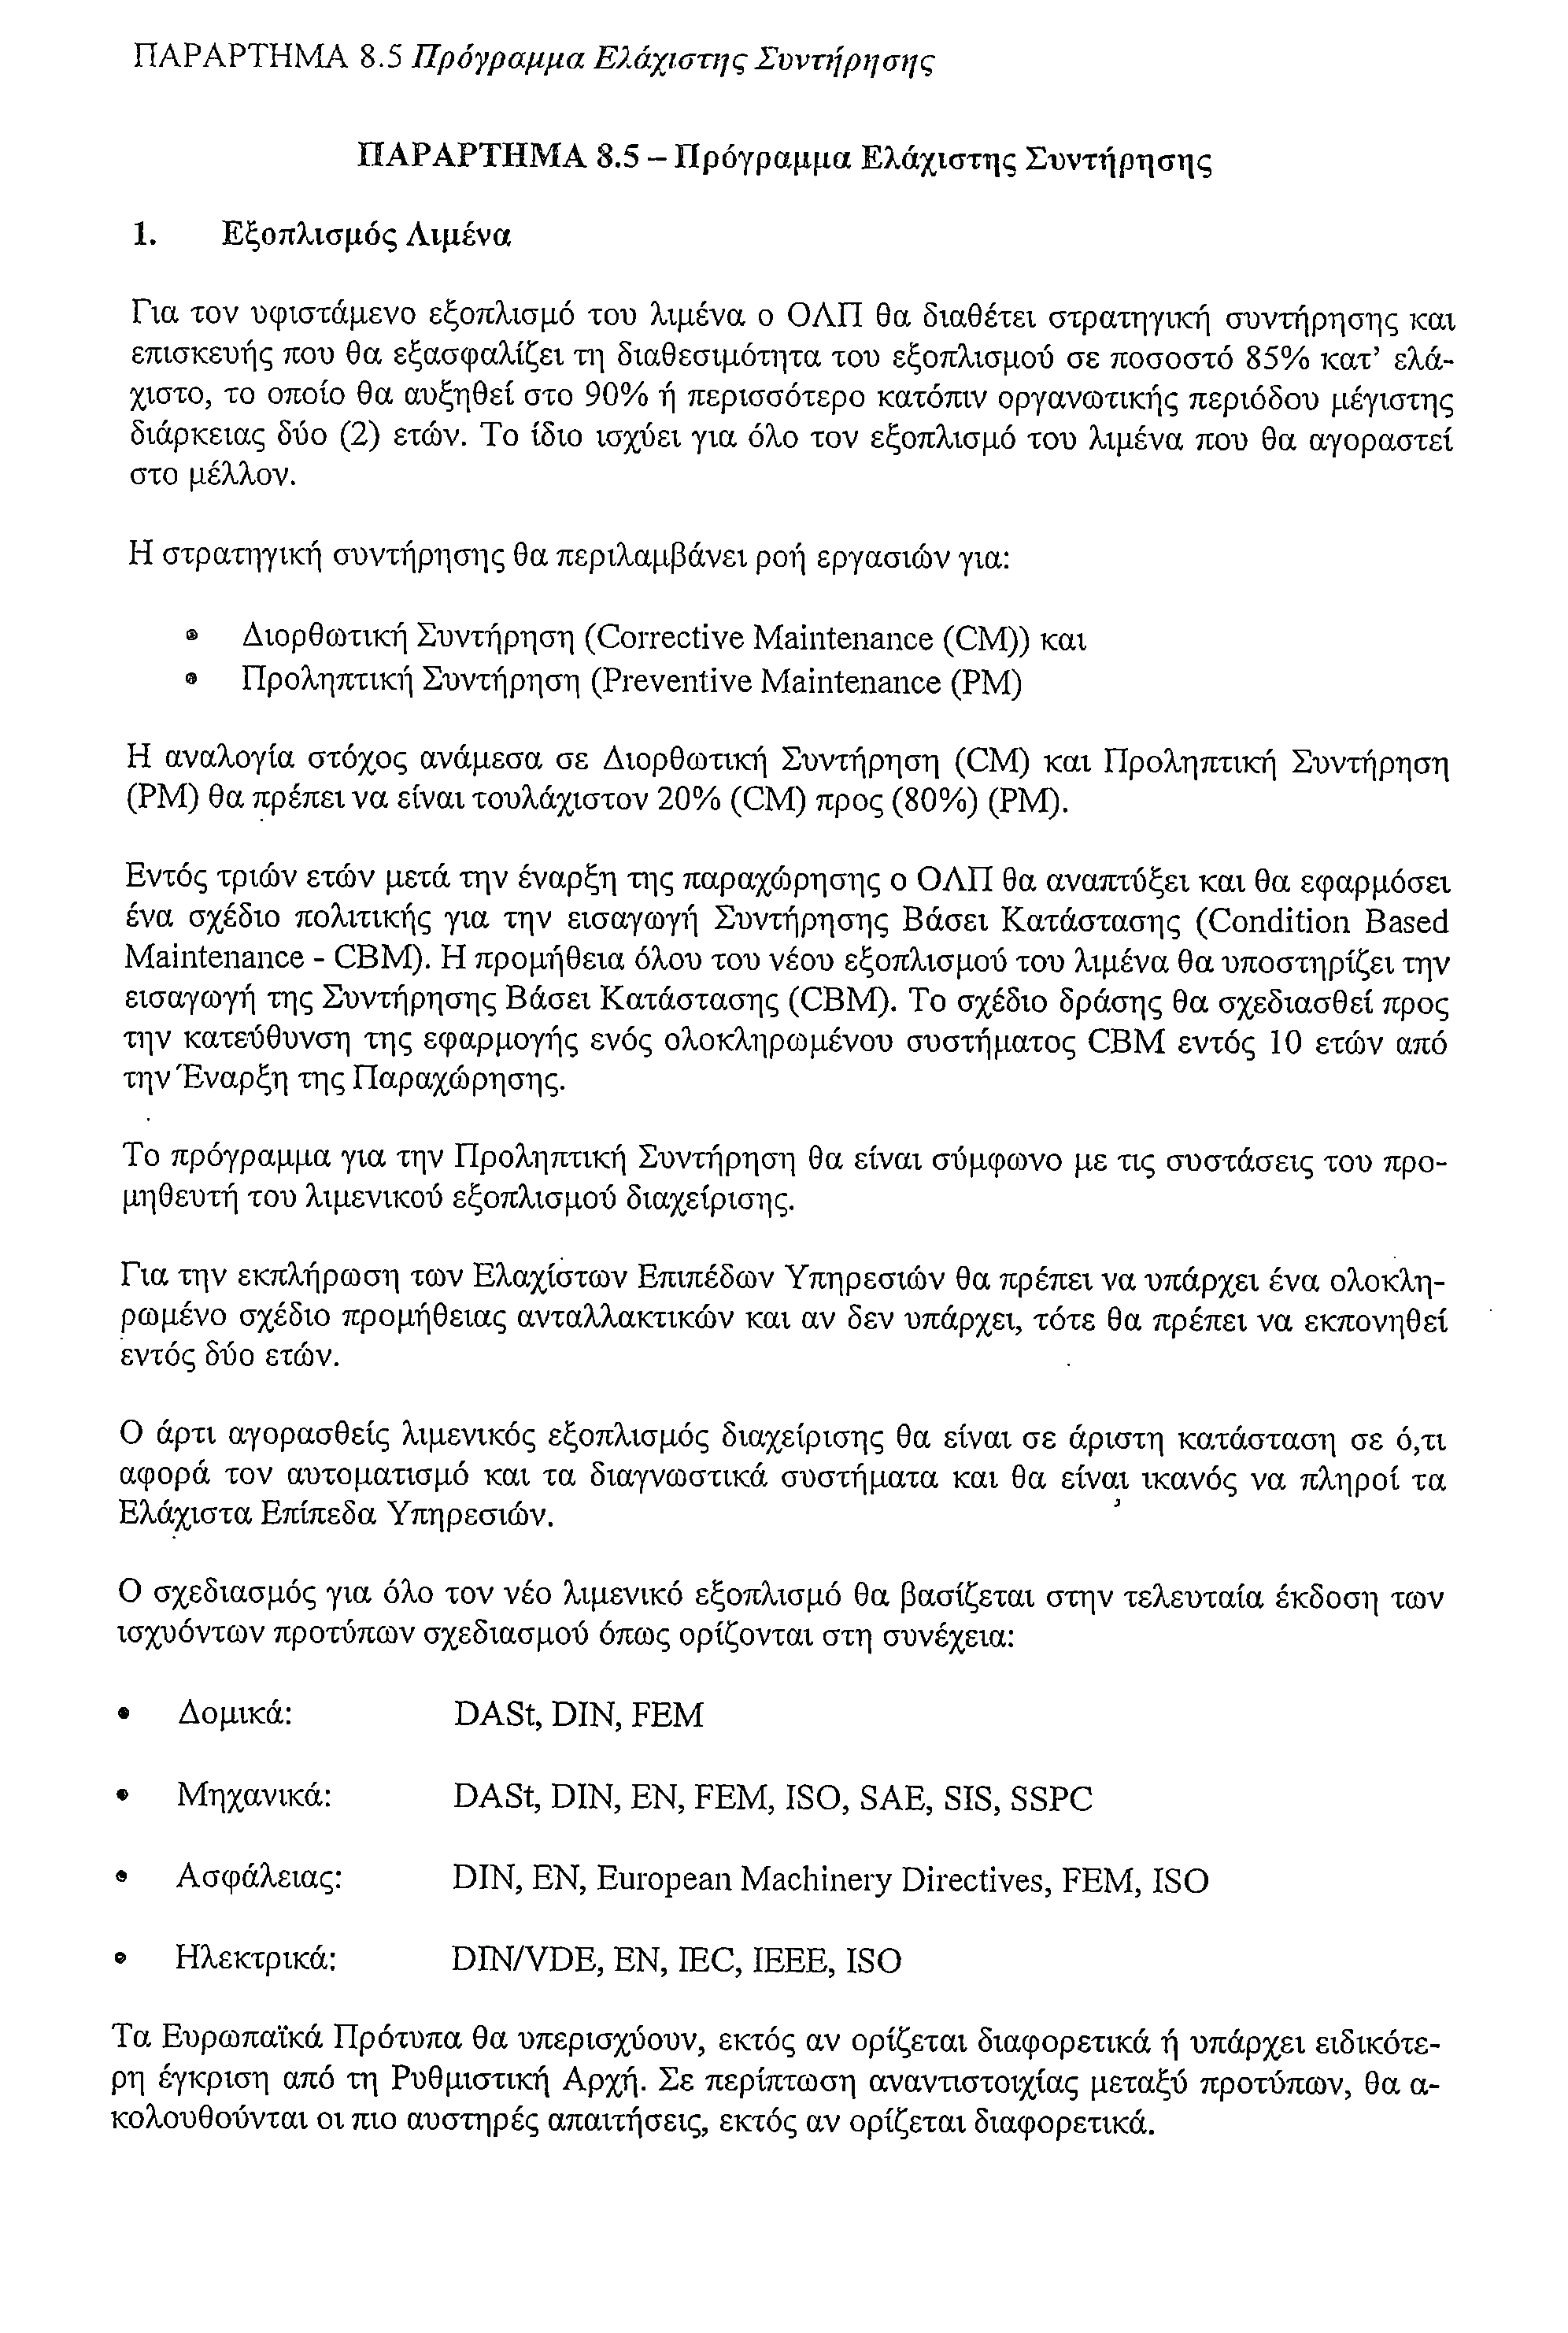 ΠΑΡΑΡΤΗΜΑ 8.5 Πρόγραμμα Ελάχιστης Συντήρησης
ΠΑΡΑΡΤΗΜΑ 8.5 – Πρόγραμμα Ελάχιστης Συντήρησης
1. Εξοπλισμός Λιμένα
Για τον υφιστάμενο εξοπλισμό του λιμένα ο ΟΛΠ θα διαθέτει στρατηγική συντήρησης και
επισκευής που θα εξασφαλίζει τη διαθεσιμότητα του εξοπλισμού σε ποσοστό 85% κατ’ ελά-
χιστο, το οποίο θα αυξηθεί στο 90% ή περισσότερο κατόπιν οργανωτικής περιόδου μέγιστης
διάρκειας δύο (2) ετών. Το ίδιο ισχύει για όλο τον εξοπλισμό του λιμένα που θα αγοραστεί
στο μέλλον.
Η στρατηγική συντήρησης θα περιλαμβάνει ροή εργασιών για:
• Διορθωτική Συντήρηση (Corrective Maintenance (CM)) και
• Προληπτική Συντήρηση (Preventive Maintenance (PM)
Η αναλογία στόχος ανάμεσα σε Διορθωτική Συντήρηση (CM) και Προληπτική Συντήρηση
(PM) θα πρέπει να είναι τουλάχιστον 20% (CM) προς (80%) (PM).
Εντός τριών ετών μετά την έναρξη της παραχώρησης ο ΟΛΠ θα αναπτύξει και θα εφαρμόσει
ένα σχέδιο πολιτικής για την εισαγωγή Συντήρησης Βάσει Κατάστασης (Condition Based
Maintenance - CBM). Η προμήθεια όλου του νέου εξοπλισμού του λιμένα θα υποστηρίζει την
εισαγωγή της Συντήρησης Βάσει Κατάστασης (CBM). Το σχέδιο δράσης θα σχεδιασθεί προς
την κατεύθυνση της εφαρμογής ενός ολοκληρωμένου συστήματος CBM εντός 10 ετών από
την Έναρξη της Παραχώρησης.
Το πρόγραμμα για την Προληπτική Συντήρηση θα είναι σύμφωνο με τις συστάσεις του προ-
μηθευτή του λιμενικού εξοπλισμού διαχείρισης.
Για την εκπλήρωση των Ελαχίστων Επιπέδων Υπηρεσιών θα πρέπει να υπάρχει ένα ολοκλη-
ρωμένο σχέδιο προμήθειας ανταλλακτικών και αν δεν υπάρχει, τότε θα πρέπει να εκπονηθεί
εντός δύο ετών.
Ο άρτι αγορασθείς λιμενικός εξοπλισμός διαχείρισης θα είναι σε άριστη κατάσταση σε ό,τι
αφορά τον αυτοματισμό και τα διαγνωστικά συστήματα και θα είναι ικανός να πληροί τα
Ελάχιστα Επίπεδα Υπηρεσιών.
Ο σχεδιασμός για όλο τον νέο λιμενικό εξοπλισμό θα βασίζεται στην τελευταία έκδοση των
ισχυόντων προτύπων σχεδιασμού όπως ορίζονται στη συνέχεια:
• Δομικά: DASt, DIN, FEM
• Μηχανικά: DASt, DIN, EN, FEM, ISO, SAE, SIS, SSPC
• Ασφάλειας: DIN, EN, European Machinery Directives, FEM, ISO
• Ηλεκτρικά: DIN/VDE, EN, IEC, IEEE, ISO
Τα Ευρωπαϊκά Πρότυπα θα υπερισχύουν, εκτός αν ορίζεται διαφορετικά ή υπάρχει ειδικότε-
ρη έγκριση από τη Ρυθμιστική Αρχή. Σε περίπτωση αναντιστοιχίας μεταξύ προτύπων, θα α-
κολουθούνται οι πιο αυστηρές απαιτήσεις, εκτός αν ορίζεται διαφορετικά.